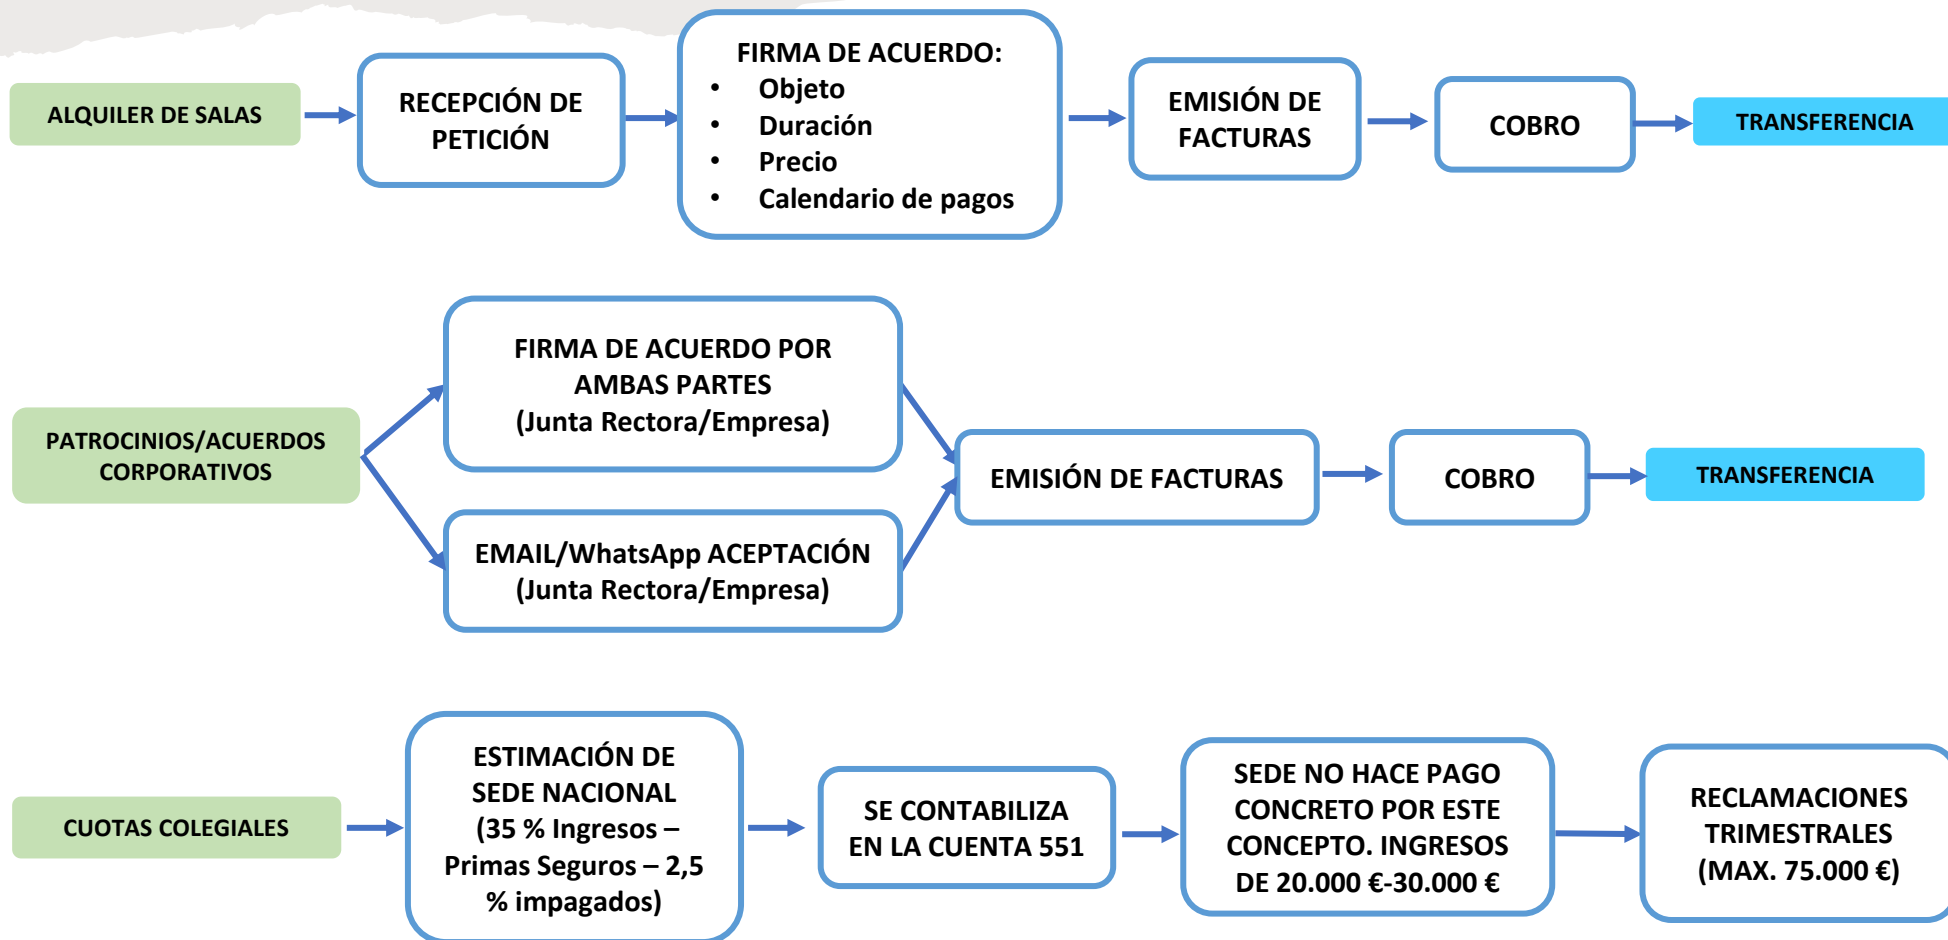 ALQUILER DE SALAS
RECEPCIÓN DE
PETICIÓN
FIRMA DE ACUERDO:
• Objeto
• Duración
• Precio
• Calendario de pagos
EMISIÓN DE
FACTURAS
COBRO
TRANSFERENCIA
PATROCINIOS/ACUERDOS
CORPORATIVOS
FIRMA DE ACUERDO POR
AMBAS PARTES
(Junta Rectora/Empresa)
EMAIL/WhatsApp ACEPTACIÓN
(Junta Rectora/Empresa)
EMISIÓN DE FACTURAS
COBRO
TRANSFERENCIA
CUOTAS COLEGIALES
ESTIMACIÓN DE
SEDE NACIONAL
(35 % Ingresos –
Primas Seguros – 2,5
% impagados)
SE CONTABILIZA
EN LA CUENTA 551
SEDE NO HACE PAGO
CONCRETO POR ESTE
CONCEPTO. INGRESOS
DE 20.000 €-30.000 €
RECLAMACIONES
TRIMESTRALES
(MAX. 75.000 €)